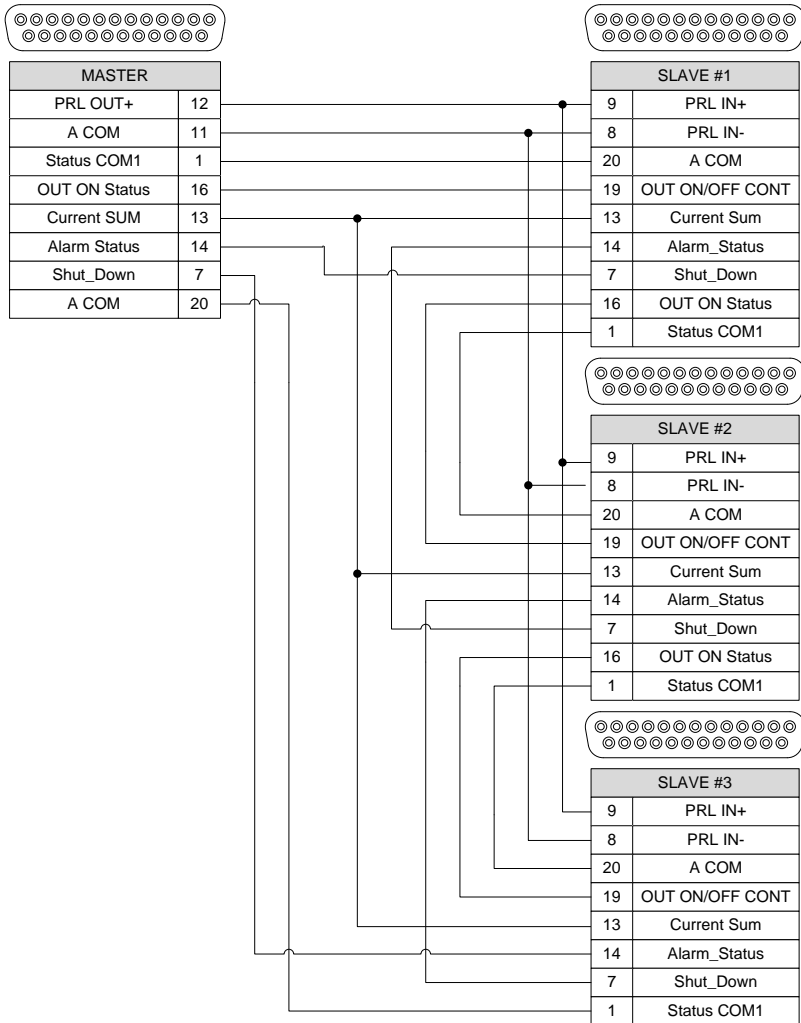 MASTER
PRL OUT+ 12
A COM 11
Status COM1 1
OUT ON Status 16
Current SUM 13
Alarm Status 14
Shut_Down 7
A COM 20
SLAVE #1
9 PRL IN+
8 PRL IN-
20 A COM
19 OUT ON/OFF CONT
13 Current Sum
14 Alarm_Status
7 Shut_Down
16 OUT ON Status
1 Status COM1
SLAVE #2
9 PRL IN+
8 PRL IN-
20 A COM
19 OUT ON/OFF CONT
13 Current Sum
14 Alarm_Status
7 Shut_Down
16 OUT ON Status
1 Status COM1
SLAVE #3
9 PRL IN+
8 PRL IN-
20 A COM
19 OUT ON/OFF CONT
13 Current Sum
14 Alarm_Status
7 Shut_Down
1 Status COM1